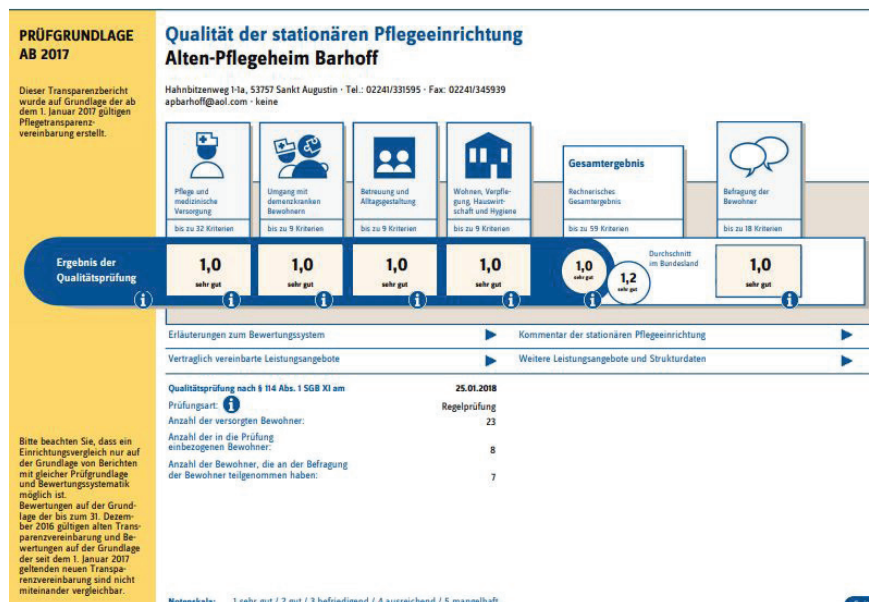 PRÜFGRUNDLAGE
AB 2017
Dieser Transparenzbericht
wurde auf Grundlage der ab
dem 1. Januar 2017 gültigen
Pflegetransparenz-
vereinbarung erstellt.
Qualität der stationären Pflegeeinrichtung
Alten-Pflegeheim Barhoff
Hahnbitzenweg 1-1a, 53757 Sankt Augustin · Tel.: 02241/331595 · Fax: 02241/345939
apbarhoff@aol.com · keine
Pflege und
medizinische
Versorgung
bis zu 32 Kriterien
Umgang mit
demenzkranken
Bewohnern
bis zu 9 Kriterien
Betreuung und
Alltagsgestaltung
bis zu 9 Kriterien
Wohnen, Verpfle-
gung, Hauswirt-
schaft und Hygiene
bis zu 9 Kriterien
Gesamtergebnis
Rechnerisches
Gesamtergebnis
bis zu 59 Kriterien
Befragung der
Bewohner
bis zu 18 Kriterien
Ergebnis der
Qualitätsprüfung
1,0
sehr gut
1,0
sehr gut
1,0
sehr gut
1,0
sehr gut
1,0
sehr gut
1,2
sehr gut
Durchschnitt
im Bundesland
1,0
sehr gut
Erläuterungen zum Bewertungssystem
Kommentar der stationären Pflegeeinrichtung
Vertraglich vereinbarte Leistungsangebote
Weitere Leistungsangebote und Strukturdaten
Qualitätsprüfung nach § 114 Abs. 1 SGB XI am 25.01.2018
Prüfungsart: Regelprüfung
Anzahl der versorgten Bewohner: 23
Anzahl der in die Prüfung
einbezogenen Bewohner: 8
Anzahl der Bewohner, die an der Befragung
der Bewohner teilgenommen haben: 7
Bitte beachten Sie, dass ein
Einrichtungsvergleich nur auf
der Grundlage von Berichten
mit gleicher Prüfgrundlage
und Bewertungssystematik
möglich ist.
Bewertungen auf der Grund-
lage der bis zum 31. Dezem-
ber 2016 gültigen alten Trans-
parenzvereinbarung und Be-
wertungen auf der Grundlage
der seit dem 1. Januar 2017
geltenden neuen Transpa-
renzvereinbarung sind nicht
miteinander vergleichbar.
Notenskala: 1 sehr gut / 2 gut / 3 befriedigend / 4 ausreichend / 5 mangelhaft